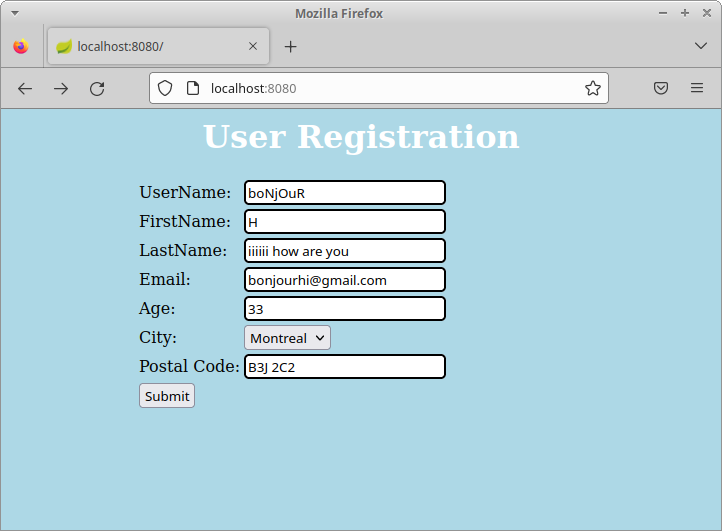 Mozilla Firefox
localhost:8080/
localhost:8080
User Registration
UserName: boNjOuR
FirstName: H
LastName: iiiiii how are you
Email: bonjourhi@gmail.com
Age: 33
City: Montreal
Postal Code: B3J 2C2
Submit